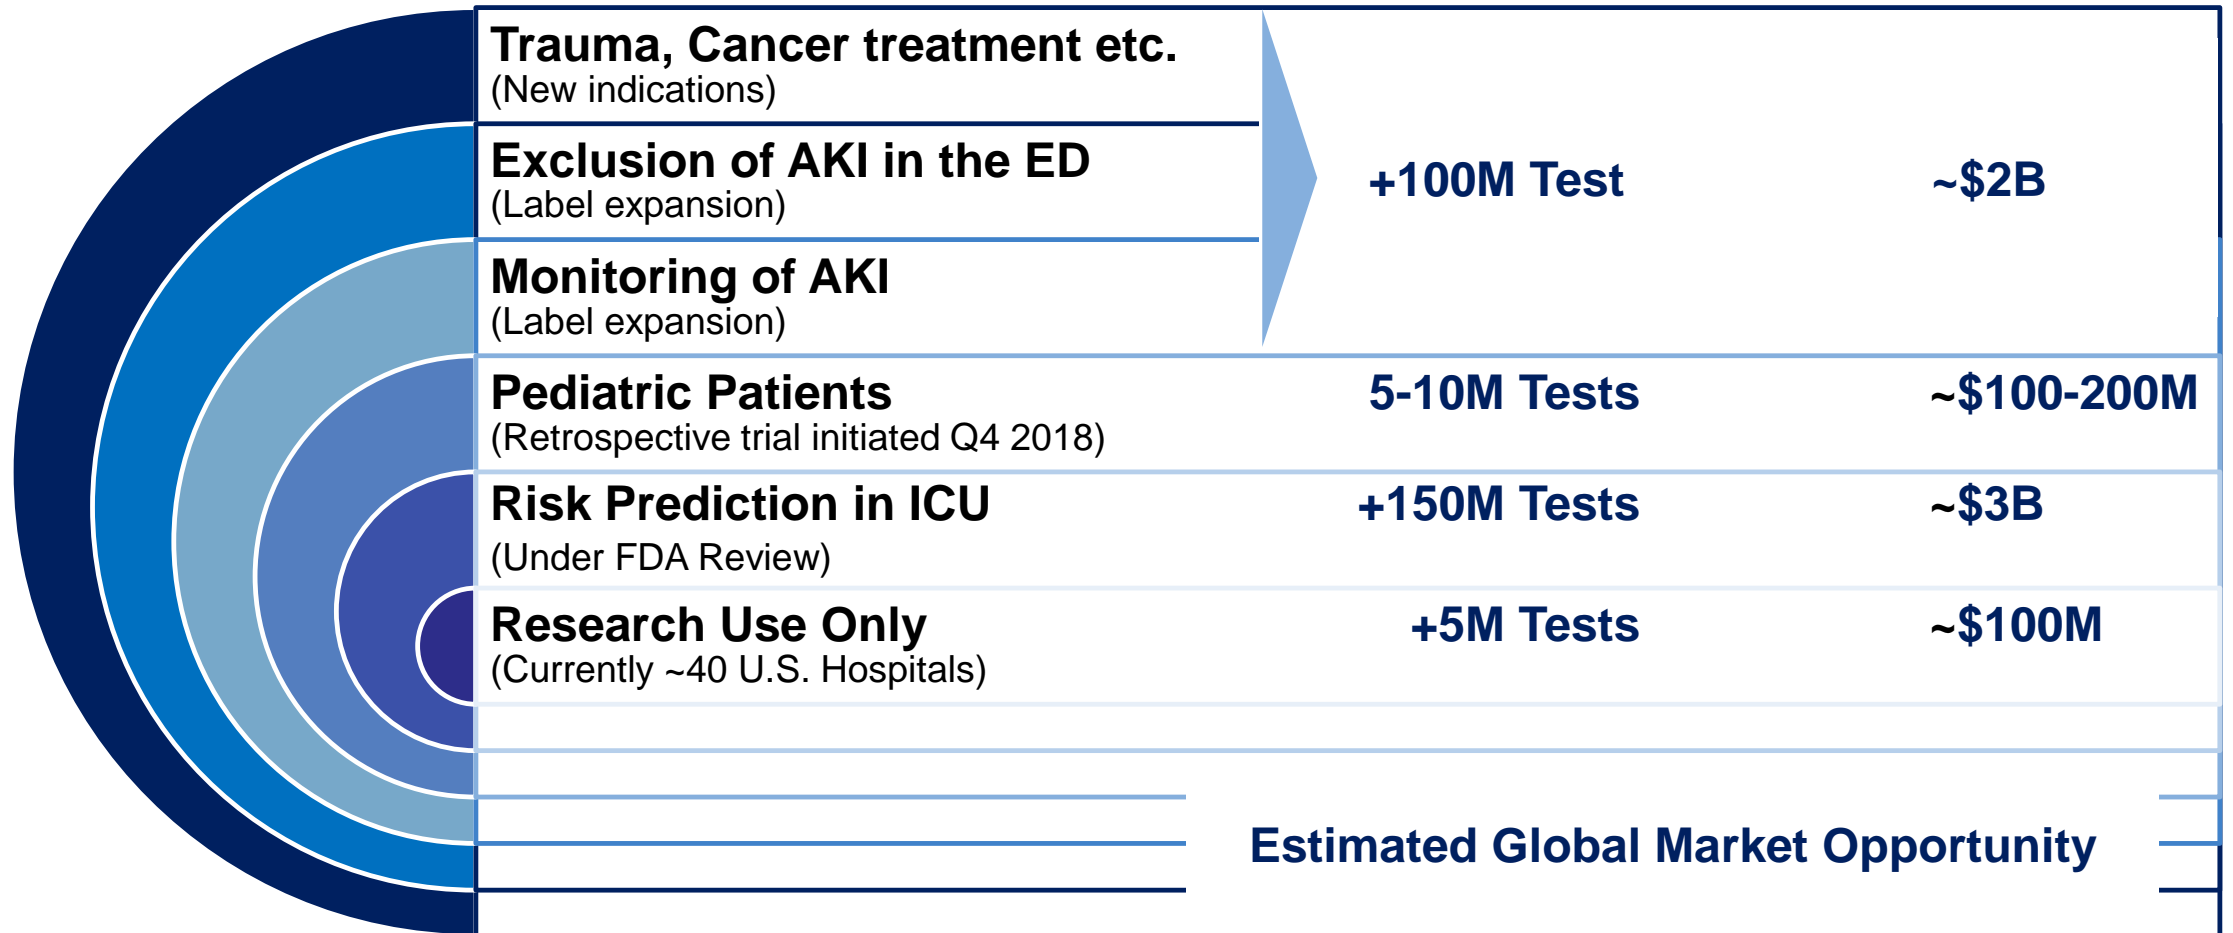 Trauma, Cancer treatment etc.
(New indications)
Exclusion of AKI in the ED
(Label expansion)
+100M Test ~$2B
Monitoring of AKI
(Label expansion)
Pediatric Patients 5-10M Tests ~$100-200M
(Retrospective trial initiated Q4 2018)
Risk Prediction in ICU +150M Tests ~$3B
(Under FDA Review)
Research Use Only +5M Tests ~$100M
(Currently ~40 U.S. Hospitals)
Estimated Global Market Opportunity